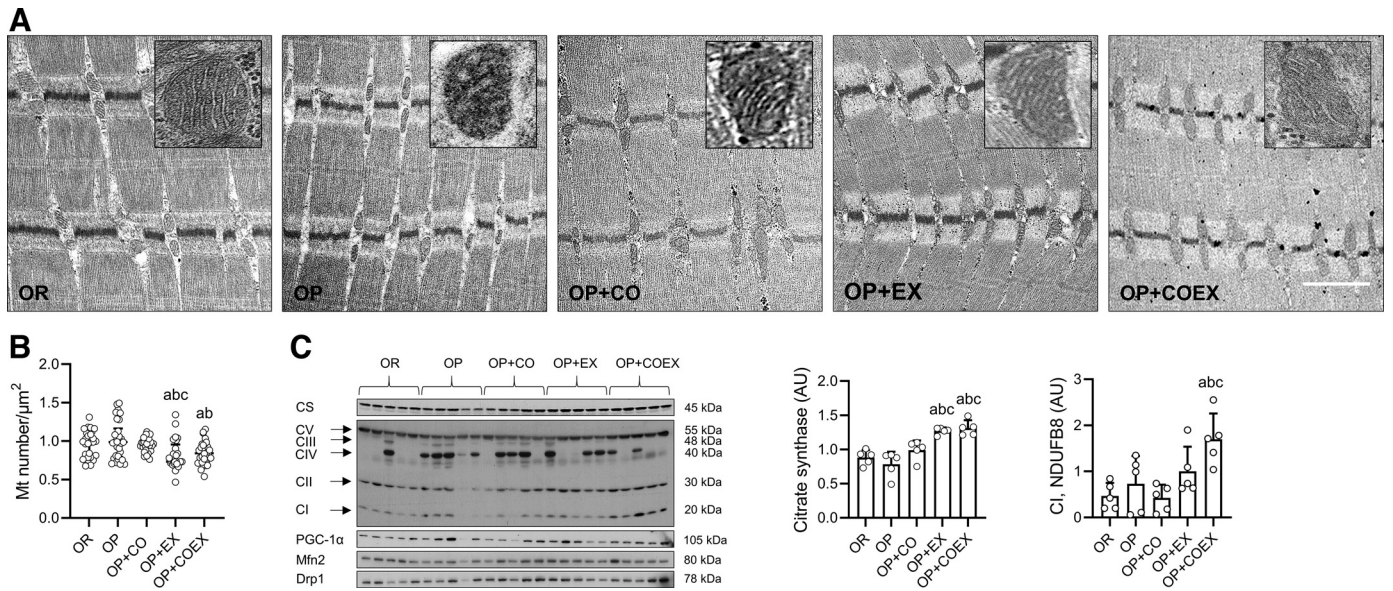 A
OR
OP
OP+CO
OP+EX
OP+COEX
B
Mt number/µm2
2.0
1.5
1.0
0.5
0
abc
ab
OR
OP
OP+CO
OP+EX
OP+COEX
C
OR OP OP+CO OP+EX OP+COEX
CS 45 kDa
CV 55 kDa
CIII 48 kDa
CIV 40 kDa
CII 30 kDa
CI 20 kDa
PGC-1α 105 kDa
Mfn2 80 kDa
Drp1 78 kDa
Citrate synthase (AU)
2.0
1.5
1.0
0.5
0
abc
abc
OR
OP
OP+CO
OP+EX
OP+COEX
CI, NDUFB8 (AU)
3
2
1
0
abc
OR
OP
OP+CO
OP+EX
OP+COEX